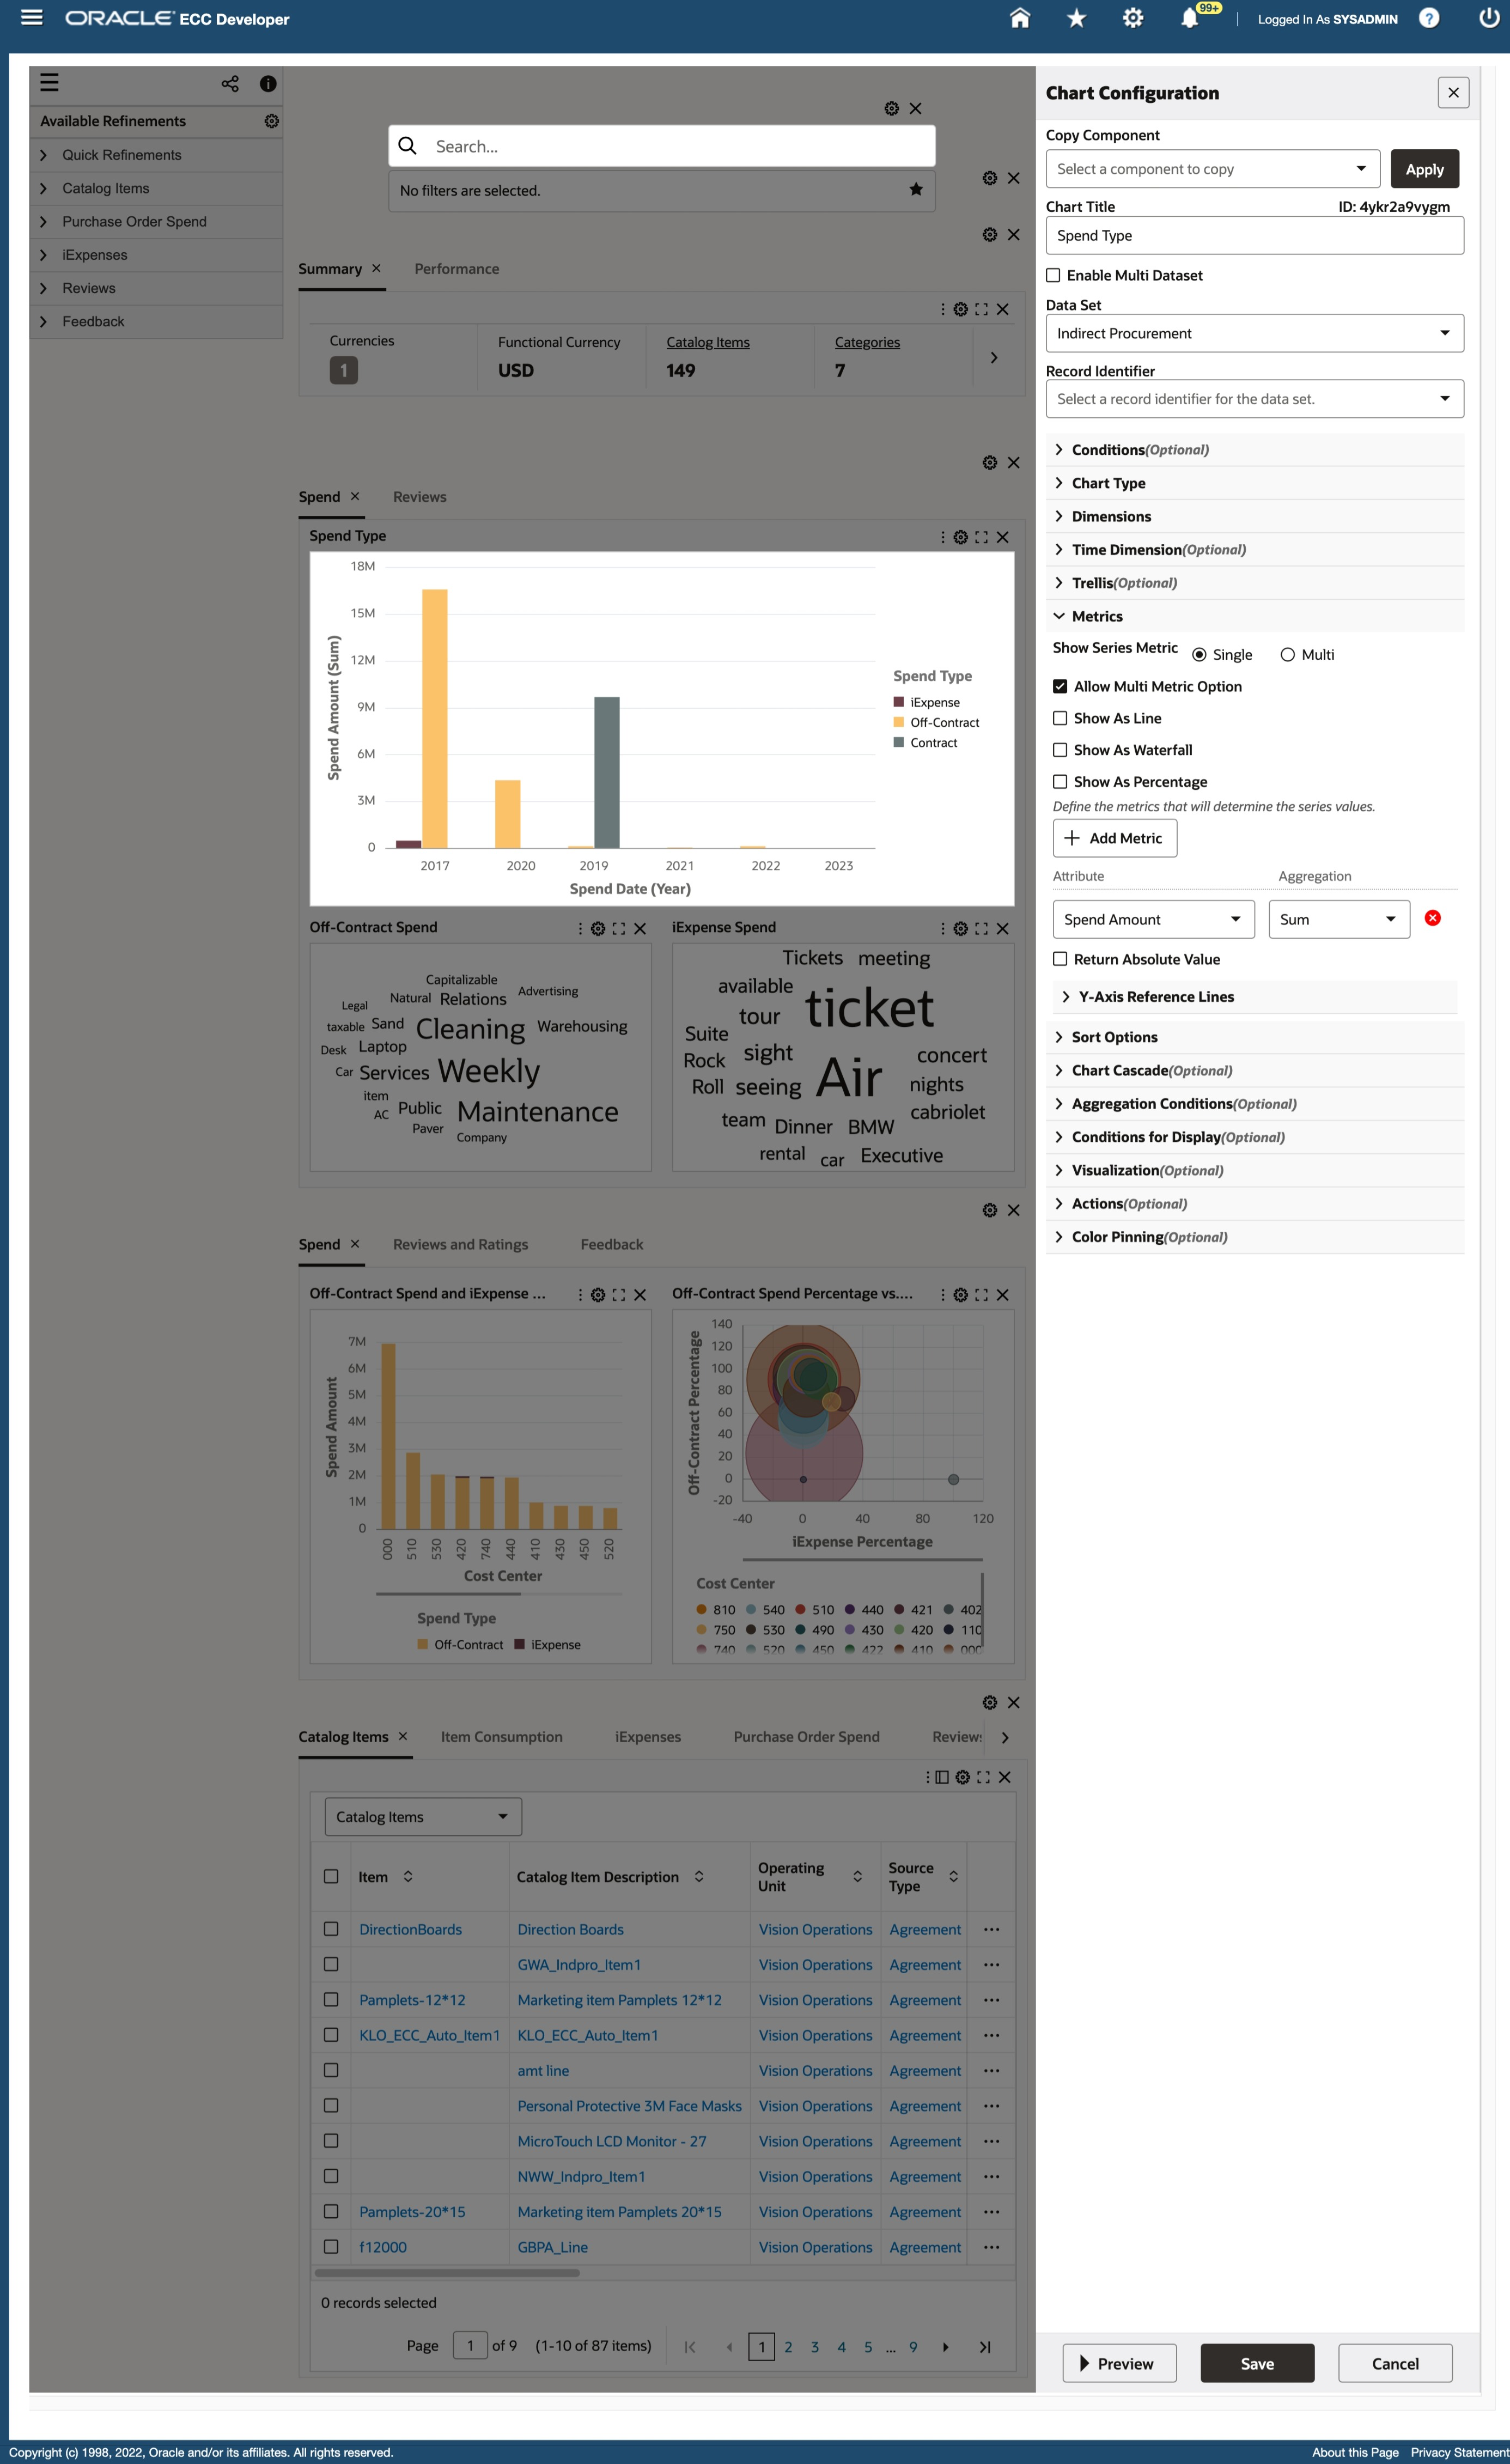 ORACLE ECC Developer
99+
Logged In As SYSADMIN
Available Refinements
Quick Refinements
Catalog Items
Purchase Order Spend
iExpenses
Reviews
Feedback
Search...
No filters are selected.
Summary Performance
Currencies
1
Functional Currency
USD
Catalog Items
149
Categories
7
Spend Reviews
Spend Type
18M
15M
12M
9M
6M
3M
0
Spend Amount (Sum)
2017 2020 2019 2021 2022 2023
Spend Date (Year)
Spend Type
iExpense
Off-Contract
Contract
Off-Contract Spend
Capitalizable
Natural Relations Advertising
Legal
taxable Sand Cleaning Warehousing
Desk Laptop
Car Services Weekly
item
AC Public Maintenance
Paver Company
iExpense Spend
Tickets meeting
available ticket
tour
Suite
Rock sight Air concert
Roll seeing nights
team Dinner BMW cabriolet
rental car Executive
Spend Reviews and Ratings Feedback
Off-Contract Spend and iExpense ...
7M
6M
5M
4M
3M
2M
1M
0
Spend Amount
000 510 530 420 740 440 410 430 450 520
Cost Center
Spend Type
Off-Contract iExpense
Off-Contract Spend Percentage vs....
140
120
100
80
60
40
20
0
-20
Off-Contract Percentage
-40 0 40 80 120
iExpense Percentage
Cost Center
810 540 510 440 421 402
750 530 490 430 420 110
740 520 450 422 410 000
Catalog Items Item Consumption iExpenses Purchase Order Spend Review
Catalog Items
Item Catalog Item Description Operating Unit Source Type
DirectionBoards Direction Boards Vision Operations Agreement ...
GWA_Indpro_Item1 Vision Operations Agreement ...
Pamplets-12*12 Marketing item Pamplets 12*12 Vision Operations Agreement ...
KLO_ECC_Auto_Item1 KLO_ECC_Auto_Item1 Vision Operations Agreement ...
amt line Vision Operations Agreement ...
Personal Protective 3M Face Masks Vision Operations Agreement ...
MicroTouch LCD Monitor - 27 Vision Operations Agreement ...
NWW_Indpro_Item1 Vision Operations Agreement ...
Pamplets-20*15 Marketing item Pamplets 20*15 Vision Operations Agreement ...
f12000 GBPA_Line Vision Operations Agreement ...
0 records selected
Page 1 of 9 (1-10 of 87 items) 1 2 3 4 5 ... 9
Chart Configuration
Copy Component
Select a component to copy Apply
Chart Title ID: 4ykr2a9vygm
Spend Type
Enable Multi Dataset
Data Set
Indirect Procurement
Record Identifier
Select a record identifier for the data set.
Conditions(Optional)
Chart Type
Dimensions
Time Dimension(Optional)
Trellis(Optional)
Metrics
Show Series Metric Single Multi
Allow Multi Metric Option
Show As Line
Show As Waterfall
Show As Percentage
Define the metrics that will determine the series values.
+ Add Metric
Attribute Aggregation
Spend Amount Sum
Return Absolute Value
Y-Axis Reference Lines
Sort Options
Chart Cascade(Optional)
Aggregation Conditions(Optional)
Conditions for Display(Optional)
Visualization(Optional)
Actions(Optional)
Color Pinning(Optional)
Preview Save Cancel
Copyright (c) 1998, 2022, Oracle and/or its affiliates. All rights reserved.
About this Page Privacy Statement